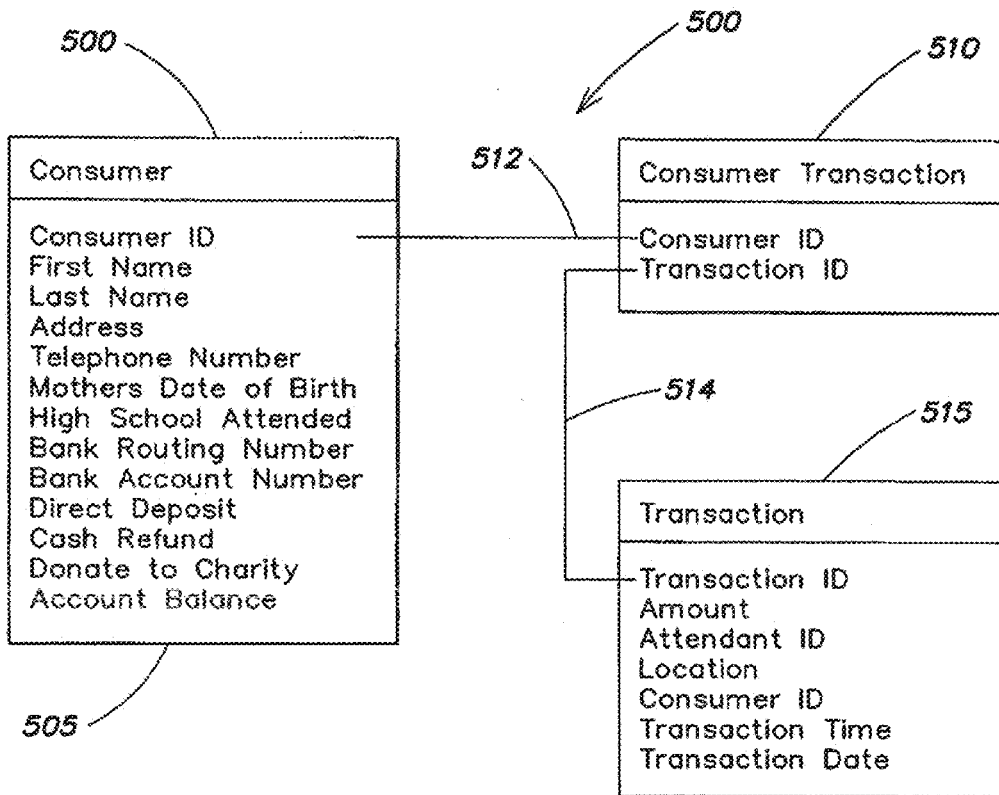 500
500
510
Consumer
512
Consumer Transaction
Consumer ID
First Name
Last Name
Address
Telephone Number
Mothers Date of Birth
High School Attended
Bank Routing Number
Bank Account Number
Direct Deposit
Cash Refund
Donate to Charity
Account Balance
Consumer ID
Transaction ID
514
515
Transaction
Transaction ID
Amount
Attendant ID
Location
Consumer ID
Transaction Time
Transaction Date
505